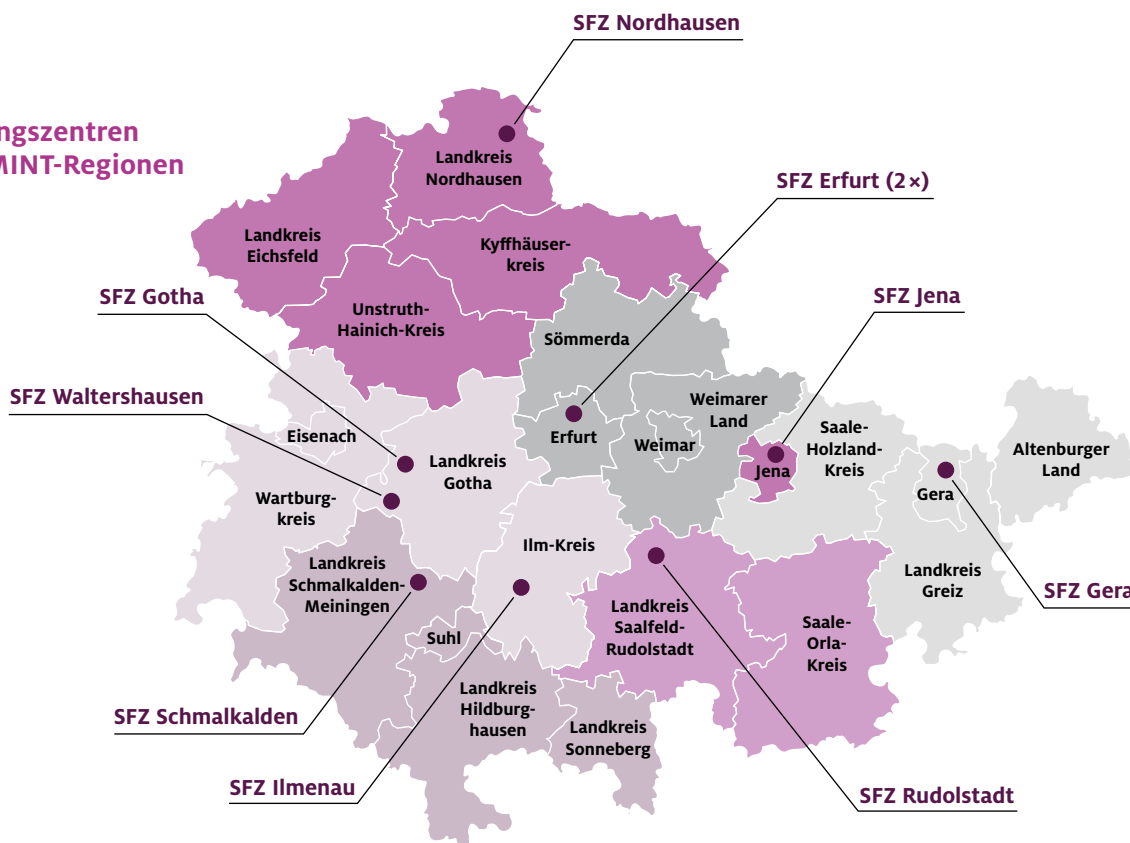 SFZ Nordhausen
ngszentren
MINT-Regionen
Landkreis
Nordhausen
SFZ Erfurt (2×)
Landkreis
Eichsfeld
Kyffhäuser-
kreis
SFZ Gotha
SFZ Jena
Unstruth-
Hainich-Kreis
Sömmerda
SFZ Waltershausen
Weimarer
Land
Eisenach
Erfurt
Weimar
Saale-
Holzland-
Kreis
Altenburger
Land
Landkreis
Gotha
Jena
Gera
Wartburg-
kreis
Ilm-Kreis
Landkreis
Schmalkalden-
Meiningen
Landkreis
Greiz
SFZ Gera
Landkreis
Saalfeld-
Rudolstadt
Saale-
Orla-
Kreis
Suhl
Landkreis
Hildburg-
hausen
SFZ Schmalkalden
Landkreis
Sonneberg
SFZ Ilmenau
SFZ Rudolstadt